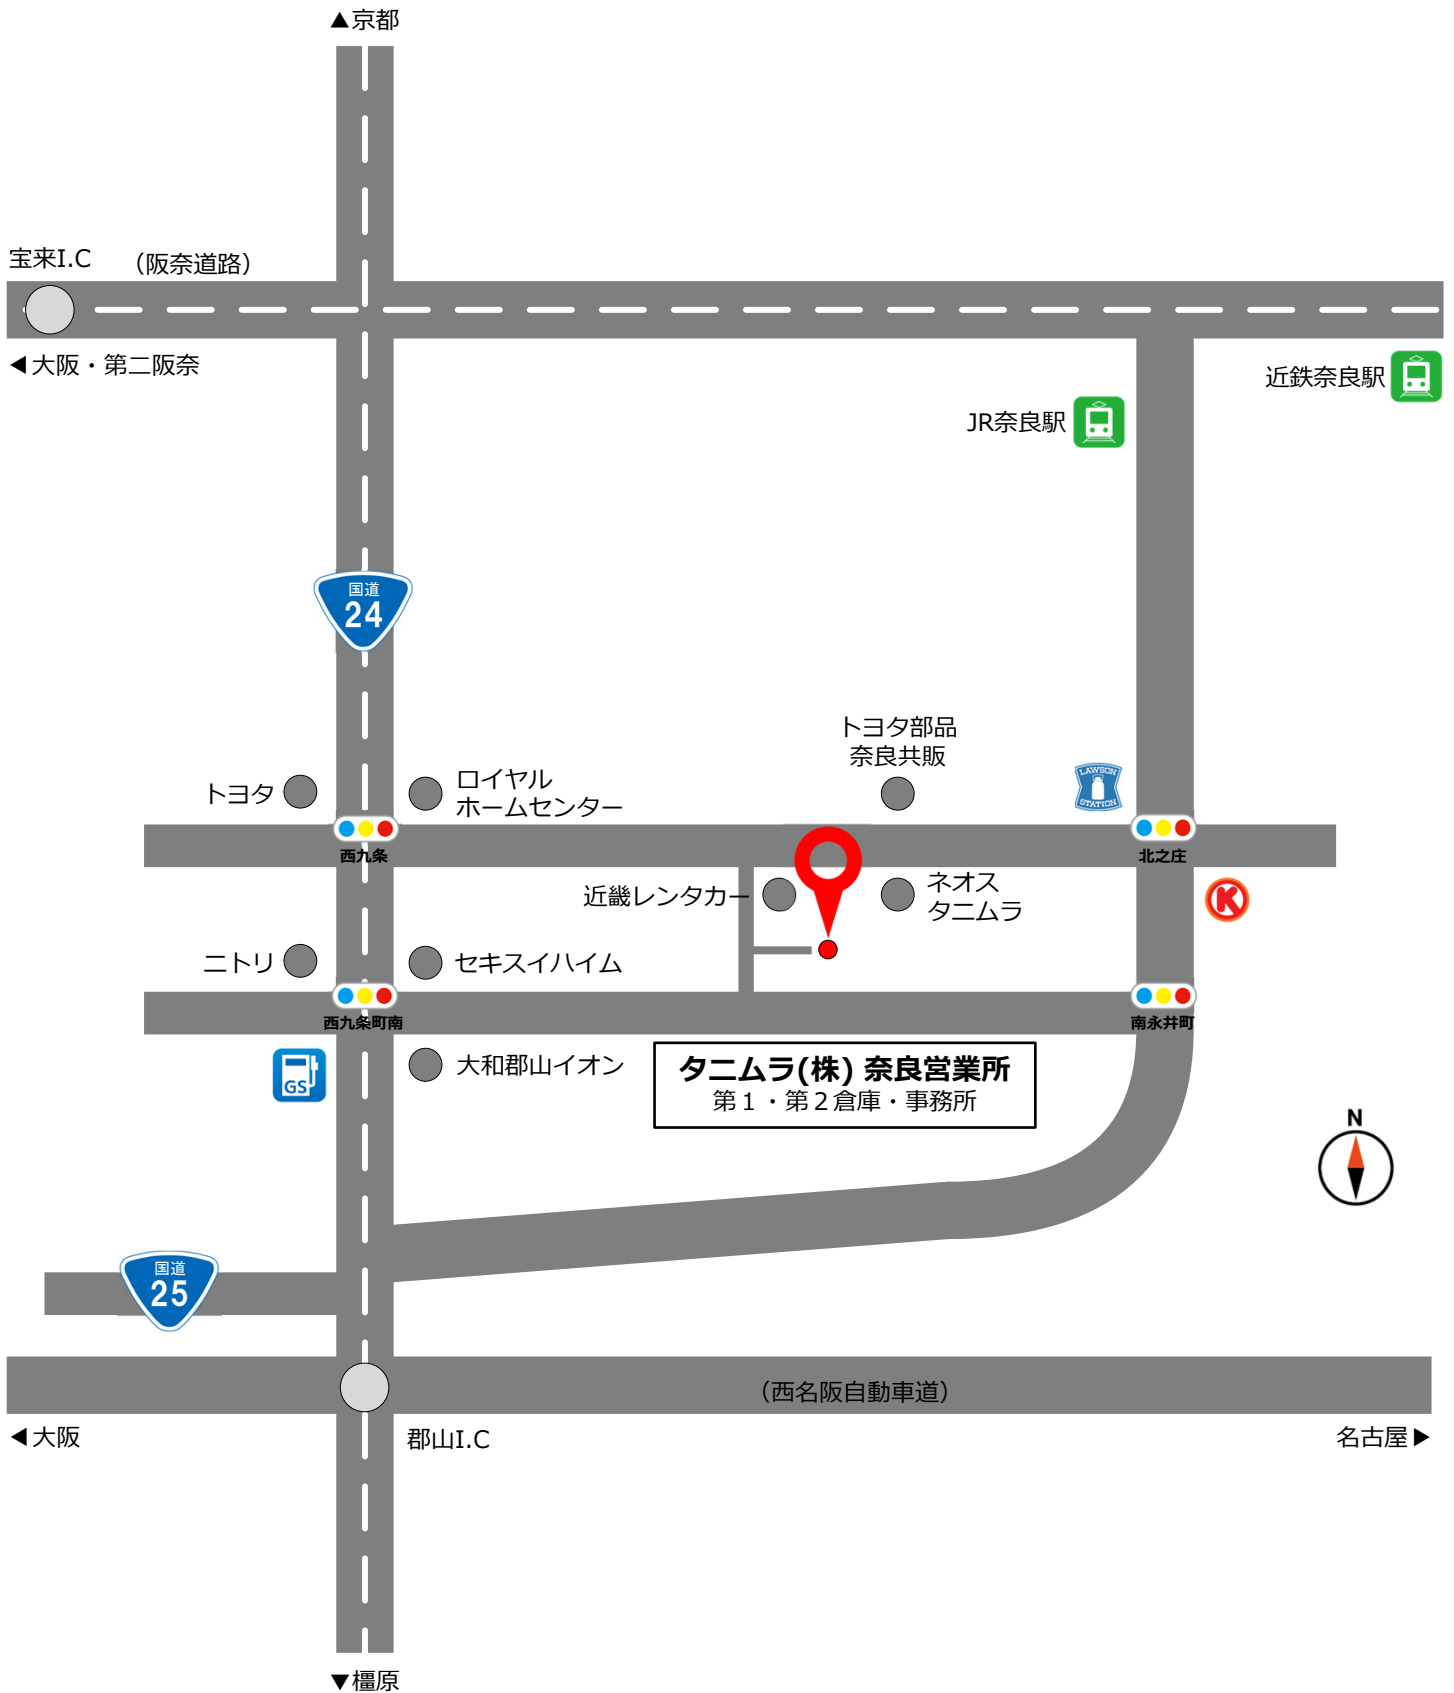 ▲京都
宝来I.C
（阪奈道路）
◀大阪・第二阪奈
近鉄奈良駅
JR奈良駅
国道
24
トヨタ部品
奈良共販
トヨタ
ロイヤル
ホームセンター
LAWSON
STATION
西九条
北之庄
近畿レンタカー
ネオス
タニムラ
K
ニトリ
セキスイハイム
西九条町南
南永井町
GS
大和郡山イオン
タニムラ(株) 奈良営業所
第１・第２倉庫・事務所
N
国道
25
（西名阪自動車道）
◀大阪
郡山I.C
名古屋▶
▼橿原